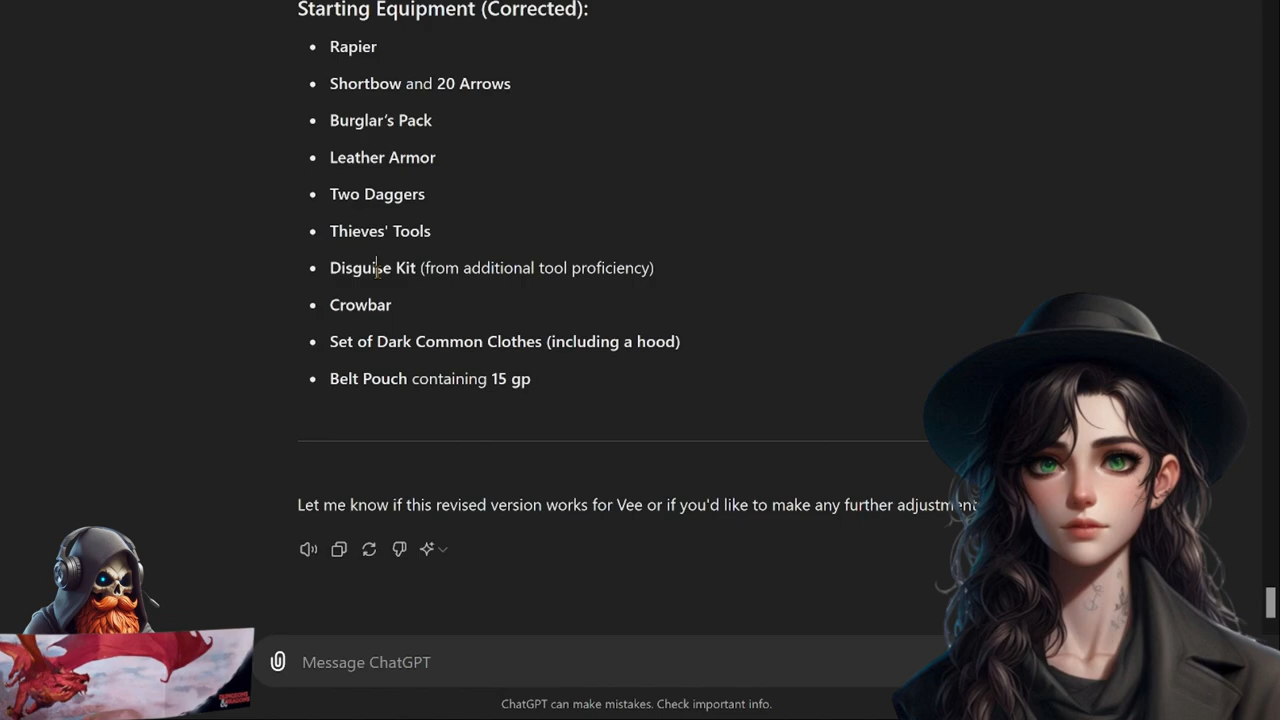 Starting Equipment (Corrected):
• Rapier
• Shortbow and 20 Arrows
• Burglar’s Pack
• Leather Armor
• Two Daggers
• Thieves' Tools
• Disguise Kit (from additional tool proficiency)
• Crowbar
• Set of Dark Common Clothes (including a hood)
• Belt Pouch containing 15 gp
Let me know if this revised version works for Vee or if you'd like to make any further adjustment
Message ChatGPT
DUNGEONS
& DRAGONS
ChatGPT can make mistakes. Check important info.